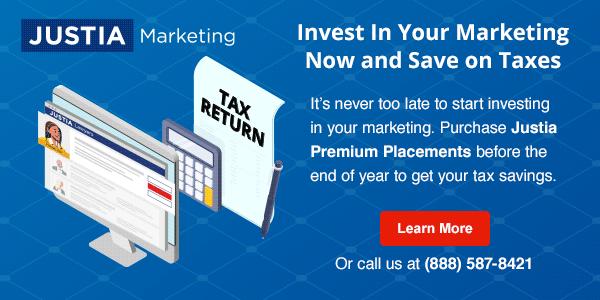 JUSTIA Marketing
Invest In Your Marketing
Now and Save on Taxes
TAX
RETURN
JUSTIA Lawyers
It's never too late to start investing
in your marketing. Purchase Justia
Premium Placements before the
end of year to get your tax savings.
Learn More
Or call us at (888) 587-8421